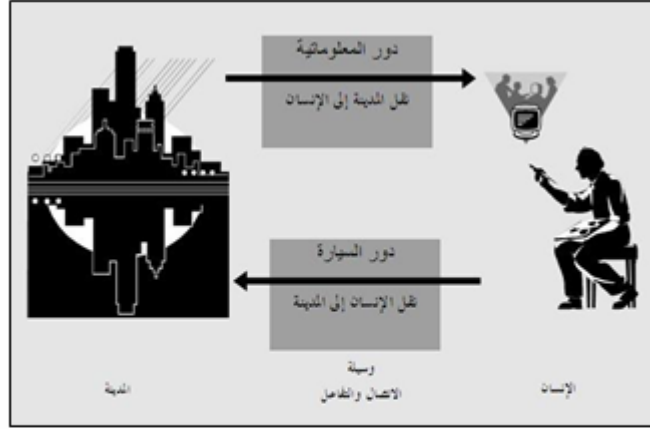 دور المعلوماتية
نقل المدينة إلى الإنسان
دور السيارة
نقل الإنسان إلى المدينة
الإنسان
وسيلة
الاتصال والتفاعل
المدينة